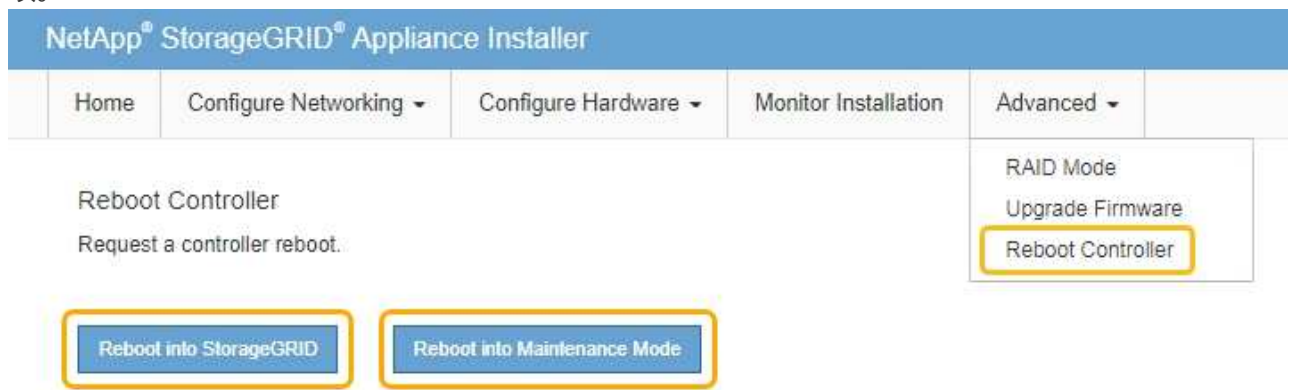 NetApp® StorageGRID® Appliance Installer
Home Configure Networking Configure Hardware Monitor Installation Advanced
RAID Mode
Upgrade Firmware
Reboot Controller
Reboot Controller
Request a controller reboot.
Reboot into StorageGRID Reboot into Maintenance Mode